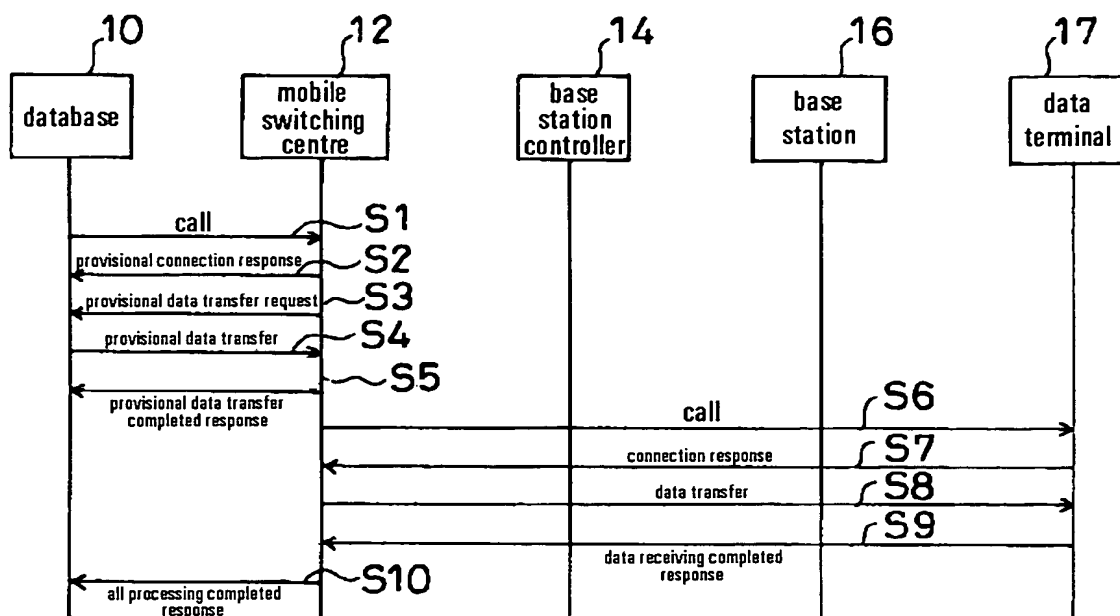 10
12
14
16
17
database
mobile
switching
centre
base
station
controller
base
station
data
terminal
call
S1
provisional connection response
S2
provisional data transfer request
S3
provisional data transfer
S4
S5
provisional data transfer
completed response
call
S6
connection response
S7
data transfer
S8
S9
data receiving completed
response
S10
all processing completed
response